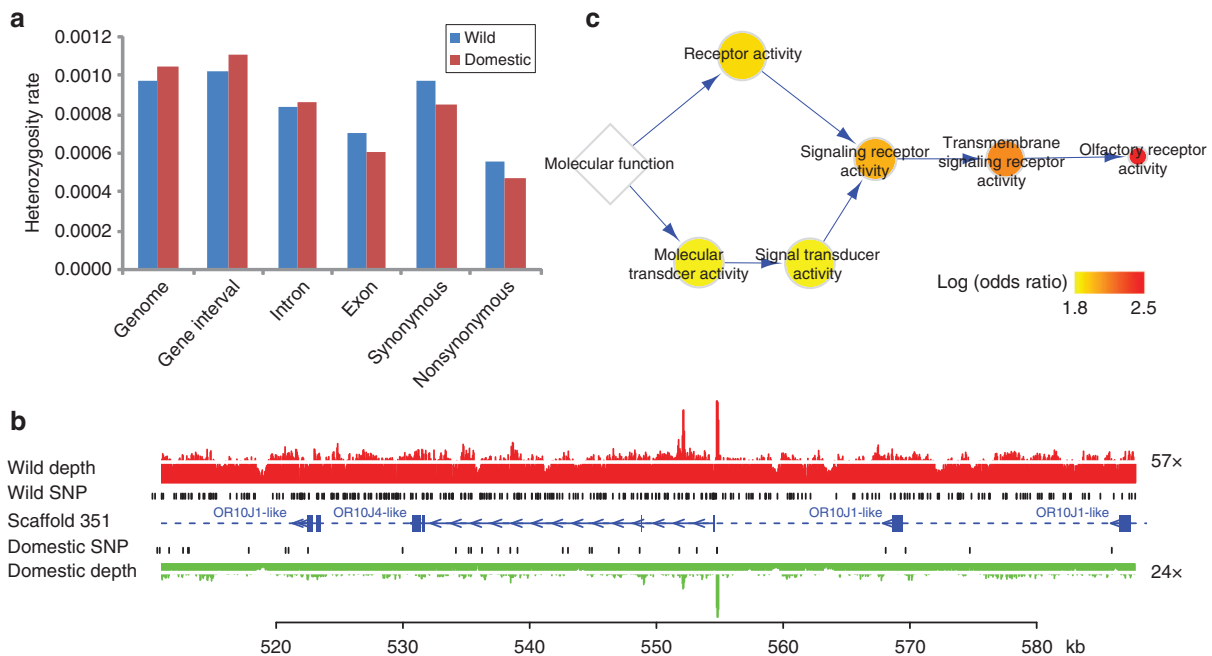 a
0.0012
0.0010
0.0008
0.0006
0.0004
0.0002
0.0000
Heterozygosity rate
Wild
Domestic
Genome
Gene interval
Intron
Exon
Synonymous
Nonsynonymous
c
Receptor activity
Molecular function
Signaling receptor
activity
Transmembrane
signaling receptor
activity
Olfactory receptor
activity
Molecular
transdcer activity
Signal transducer
activity
Log (odds ratio)
1.8
2.5
b
Wild depth
57×
Wild SNP
OR10J1-like
OR10J4-like
OR10J1-like
OR10J1-like
Scaffold 351
Domestic SNP
Domestic depth
24×
520
530
540
550
560
570
580
kb